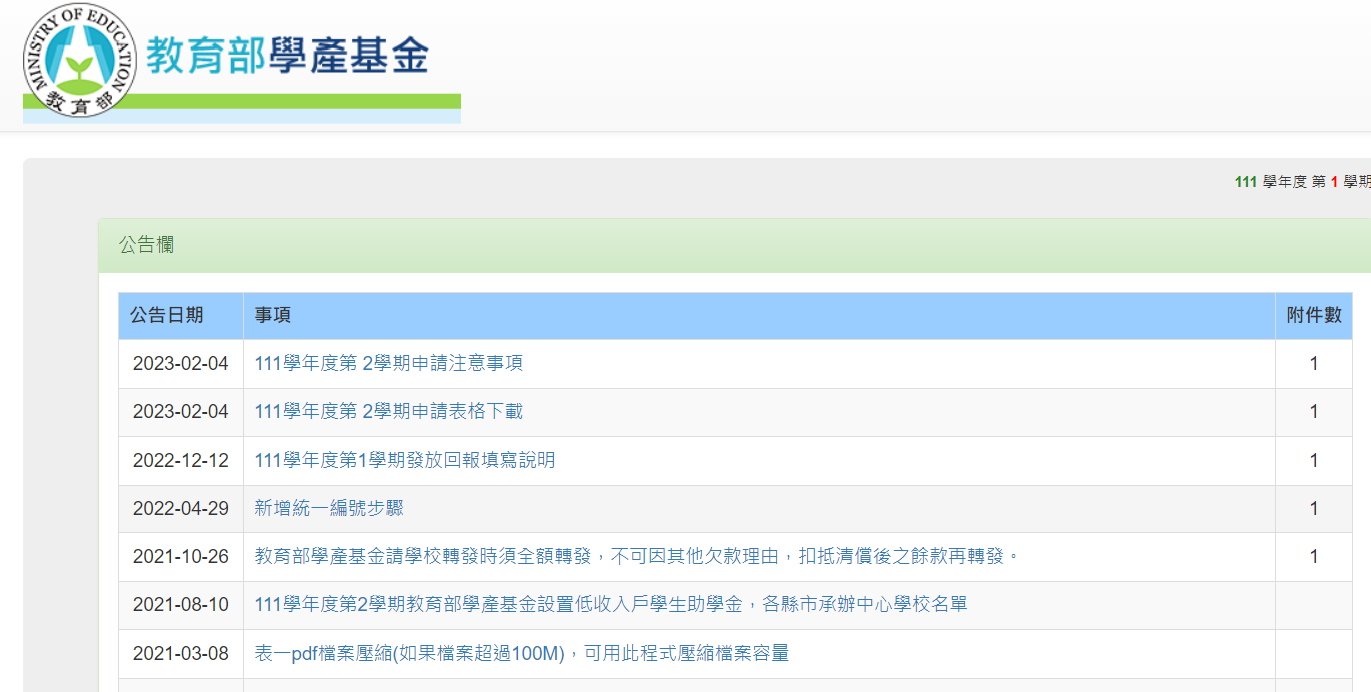 MINISTRY OF EDUCATION
教育部
教育部學產基金
111 學年度 第 1 學期
公告欄
公告日期 事項 附件數
2023-02-04 111學年度第 2學期申請注意事項 1
2023-02-04 111學年度第 2學期申請表格下載 1
2022-12-12 111學年度第1學期發放回報填寫說明 1
2022-04-29 新增統一編號步驟 1
2021-10-26 教育部學產基金請學校轉發時須全額轉發，不可因其他欠款理由，扣抵清償後之餘款再轉發。 1
2021-08-10 111學年度第2學期教育部學產基金設置低收入戶學生助學金，各縣市承辦中心學校名單
2021-03-08 表一pdf檔案壓縮(如果檔案超過100M)，可用此程式壓縮檔案容量